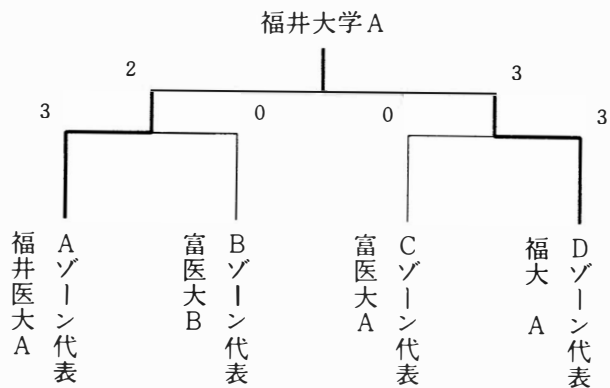 福井大学A
2
3
3
0
0
3
Aゾーン代表
福井医大A
Bゾーン代表
富医大B
Cゾーン代表
富医大A
Dゾーン代表
福大 A